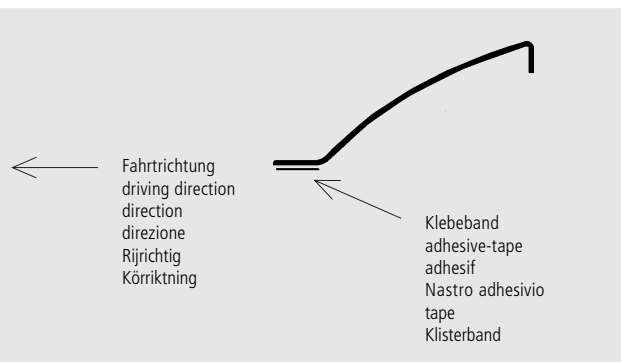 Fahrtrichtung
driving direction
direction
direzione
Rijrichtig
Körriktning
Klebeband
adhesive-tape
adhesif
Nastro adhesivio
tape
Klisterband